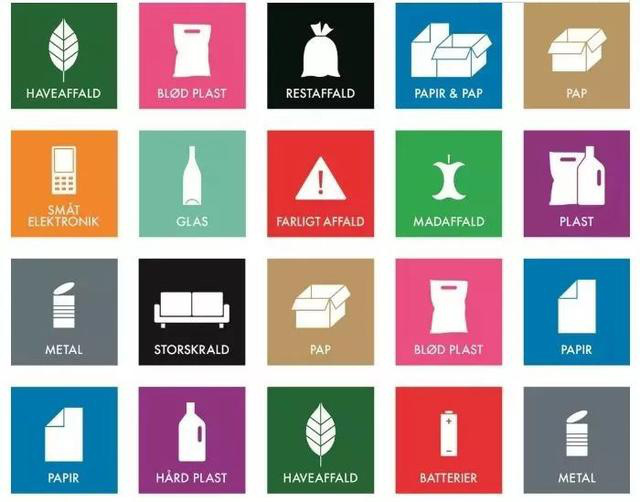 HAVEAFFALD
BLØD PLAST
RESTAFFALD
PAPIR & PAP
PAP
SMÅT
ELEKTRONIK
GLAS
FARLIGT AFFALD
MADAFFALD
PLAST
METAL
STORSKRALD
PAP
BLØD PLAST
PAPIR
PAPIR
HÅRD PLAST
HAVEAFFALD
BATTERIER
METAL